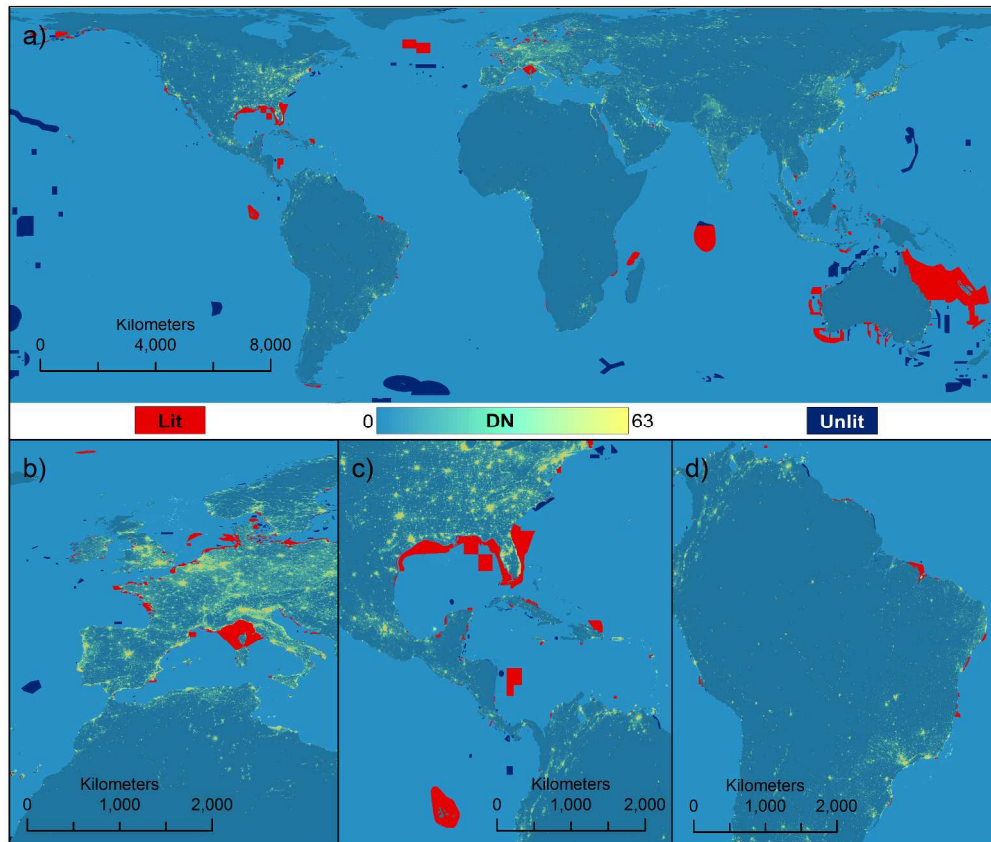 a)
Kilometers
0 4,000 8,000
Lit 0 DN 63 Unlit
b) c) d)
Kilometers
0 1,000 2,000
Kilometers
0 1,000 2,000
Kilometers
0 1,000 2,000